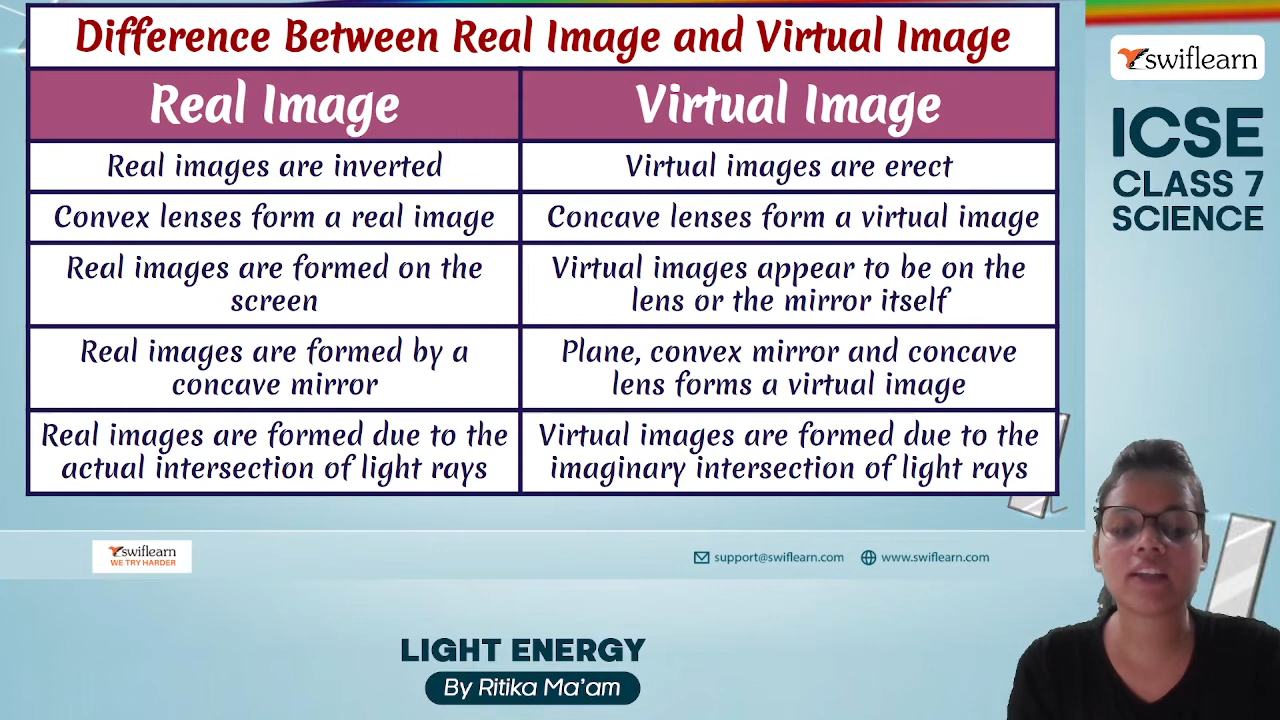 Difference Between Real Image and Virtual Image
Real Image
Virtual Image
Real images are inverted
Virtual images are erect
Convex lenses form a real image
Concave lenses form a virtual image
Real images are formed on the
screen
Virtual images appear to be on the
lens or the mirror itself
Real images are formed by a
concave mirror
Plane, convex mirror and concave
lens forms a virtual image
Real images are formed due to the
actual intersection of light rays
Virtual images are formed due to the
imaginary intersection of light rays
swiflearn
ICSE
CLASS 7
SCIENCE
swiflearn
WE TRY HARDER
support@swiflearn.com
www.swiflearn.com
LIGHT ENERGY
By Ritika Ma'am